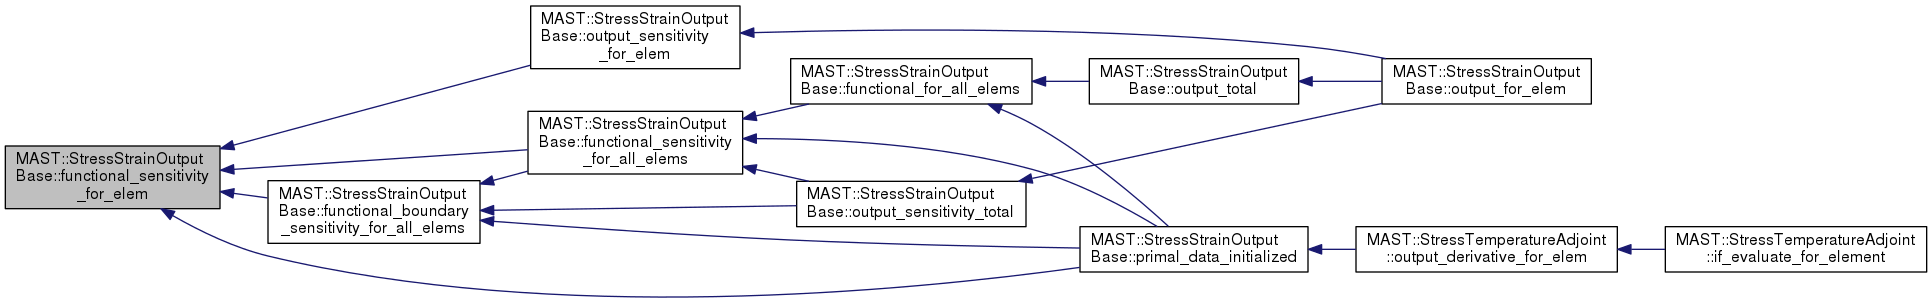 MAST::StressStrainOutput
Base::functional_sensitivity
_for_elem
MAST::StressStrainOutput
Base::output_sensitivity
_for_elem
MAST::StressStrainOutput
Base::functional_sensitivity
_for_all_elems
MAST::StressStrainOutput
Base::functional_boundary
_sensitivity_for_all_elems
MAST::StressStrainOutput
Base::functional_for_all_elems
MAST::StressStrainOutput
Base::output_sensitivity_total
MAST::StressStrainOutput
Base::output_total
MAST::StressStrainOutput
Base::primal_data_initialized
MAST::StressStrainOutput
Base::output_for_elem
MAST::StressTemperatureAdjoint
::output_derivative_for_elem
MAST::StressTemperatureAdjoint
::if_evaluate_for_element